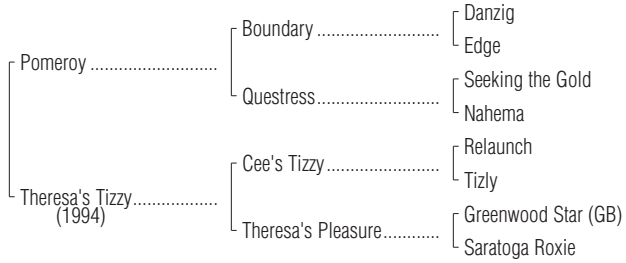 Danzig
Boundary
Edge
Pomeroy
Seeking the Gold
Questress
Nahema
Relaunch
Cee's Tizzy
Tizly
Theresa's Tizzy
(1994)
Greenwood Star (GB)
Theresa's Pleasure
Saratoga Roxie